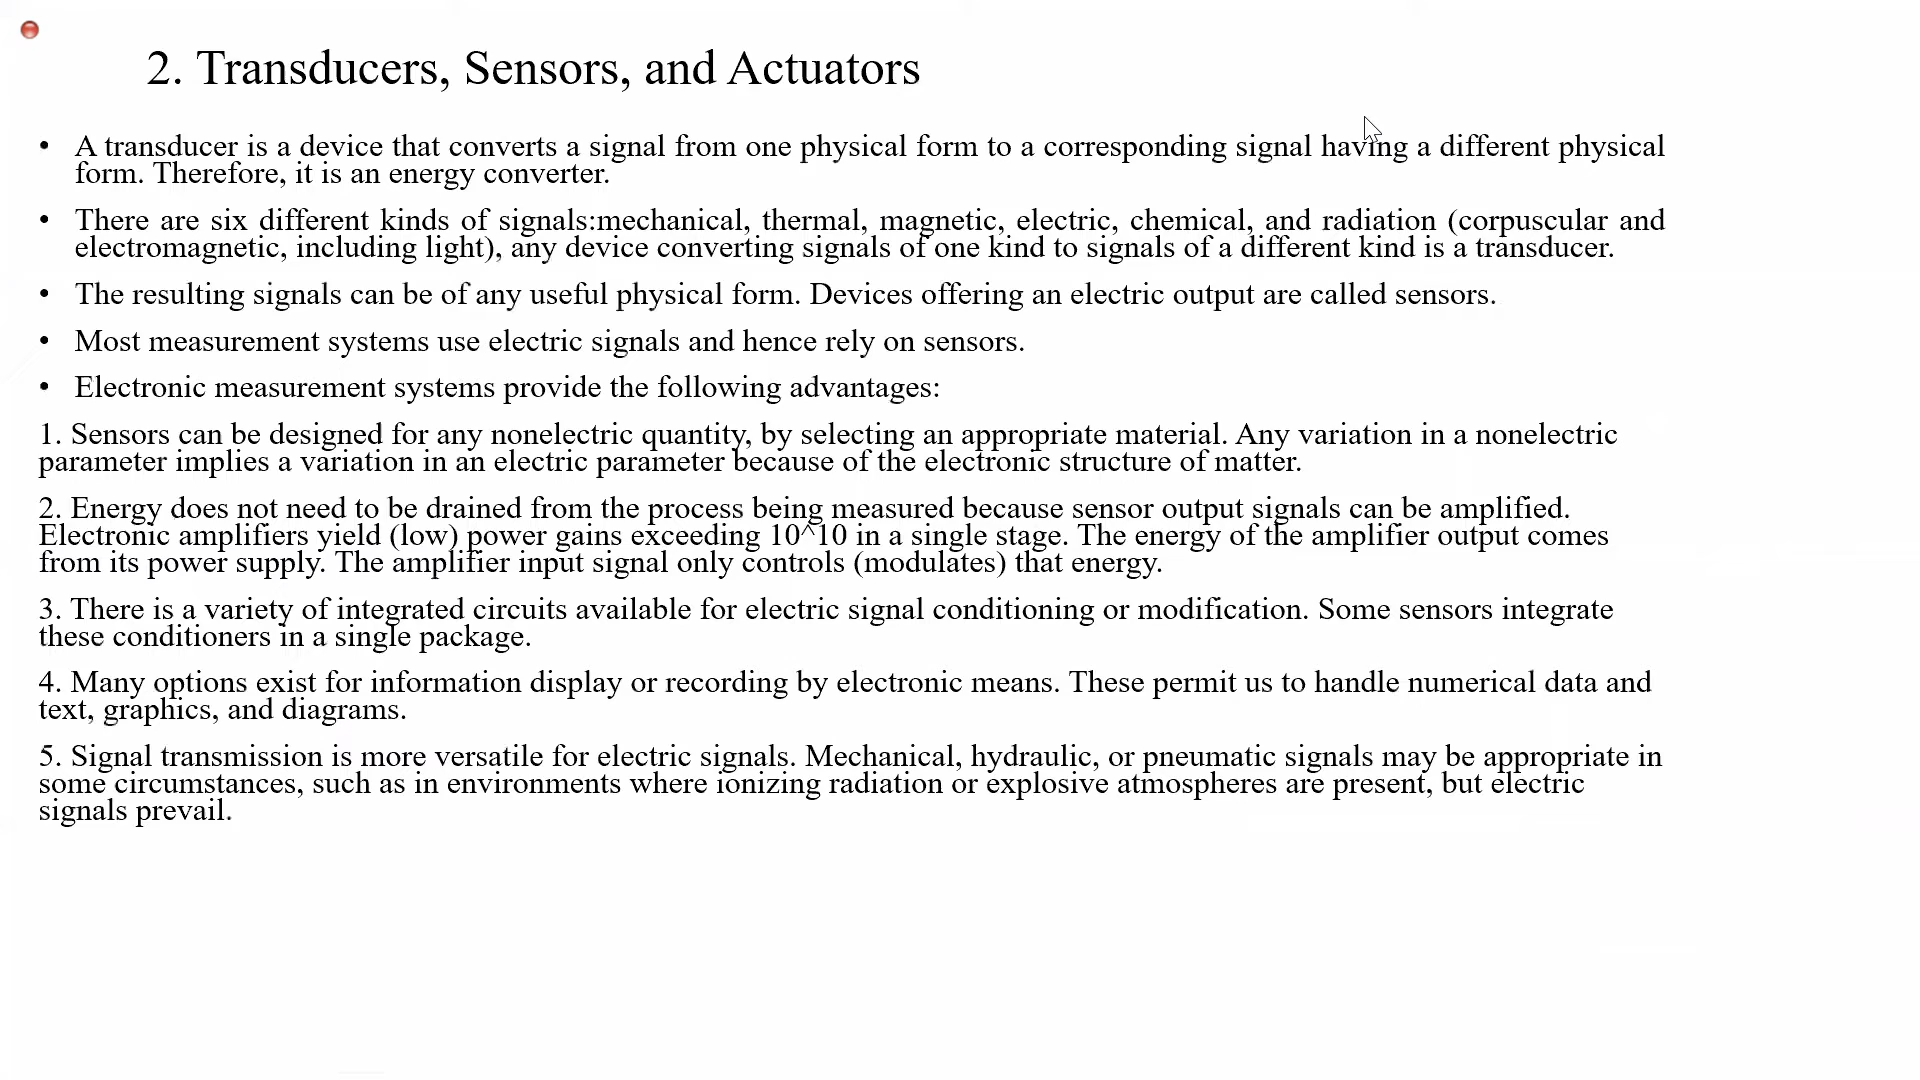 2. Transducers, Sensors, and Actuators
• A transducer is a device that converts a signal from one physical form to a corresponding signal having a different physical
form. Therefore, it is an energy converter.
• There are six different kinds of signals:mechanical, thermal, magnetic, electric, chemical, and radiation (corpuscular and
electromagnetic, including light), any device converting signals of one kind to signals of a different kind is a transducer.
• The resulting signals can be of any useful physical form. Devices offering an electric output are called sensors.
• Most measurement systems use electric signals and hence rely on sensors.
• Electronic measurement systems provide the following advantages:
1. Sensors can be designed for any nonelectric quantity, by selecting an appropriate material. Any variation in a nonelectric
parameter implies a variation in an electric parameter because of the electronic structure of matter.
2. Energy does not need to be drained from the process being measured because sensor output signals can be amplified.
Electronic amplifiers yield (low) power gains exceeding 10^10 in a single stage. The energy of the amplifier output comes
from its power supply. The amplifier input signal only controls (modulates) that energy.
3. There is a variety of integrated circuits available for electric signal conditioning or modification. Some sensors integrate
these conditioners in a single package.
4. Many options exist for information display or recording by electronic means. These permit us to handle numerical data and
text, graphics, and diagrams.
5. Signal transmission is more versatile for electric signals. Mechanical, hydraulic, or pneumatic signals may be appropriate in
some circumstances, such as in environments where ionizing radiation or explosive atmospheres are present, but electric
signals prevail.